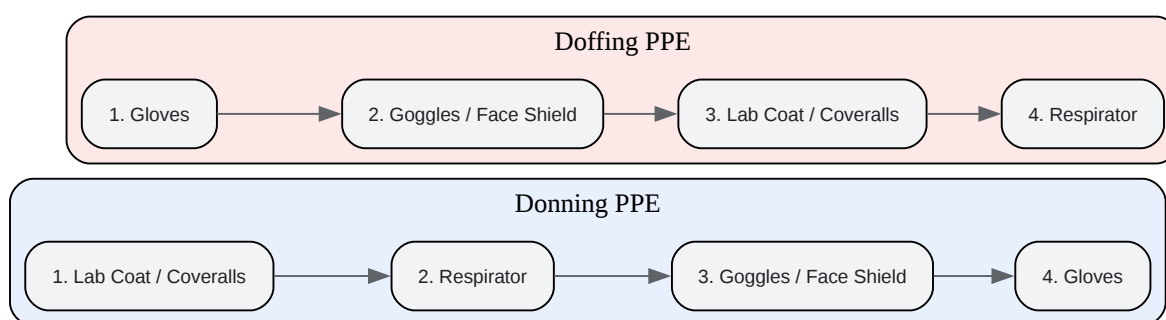 Doffing PPE
1. Gloves
2. Goggles / Face Shield
3. Lab Coat / Coveralls
4. Respirator
Donning PPE
1. Lab Coat / Coveralls
2. Respirator
3. Goggles / Face Shield
4. Gloves